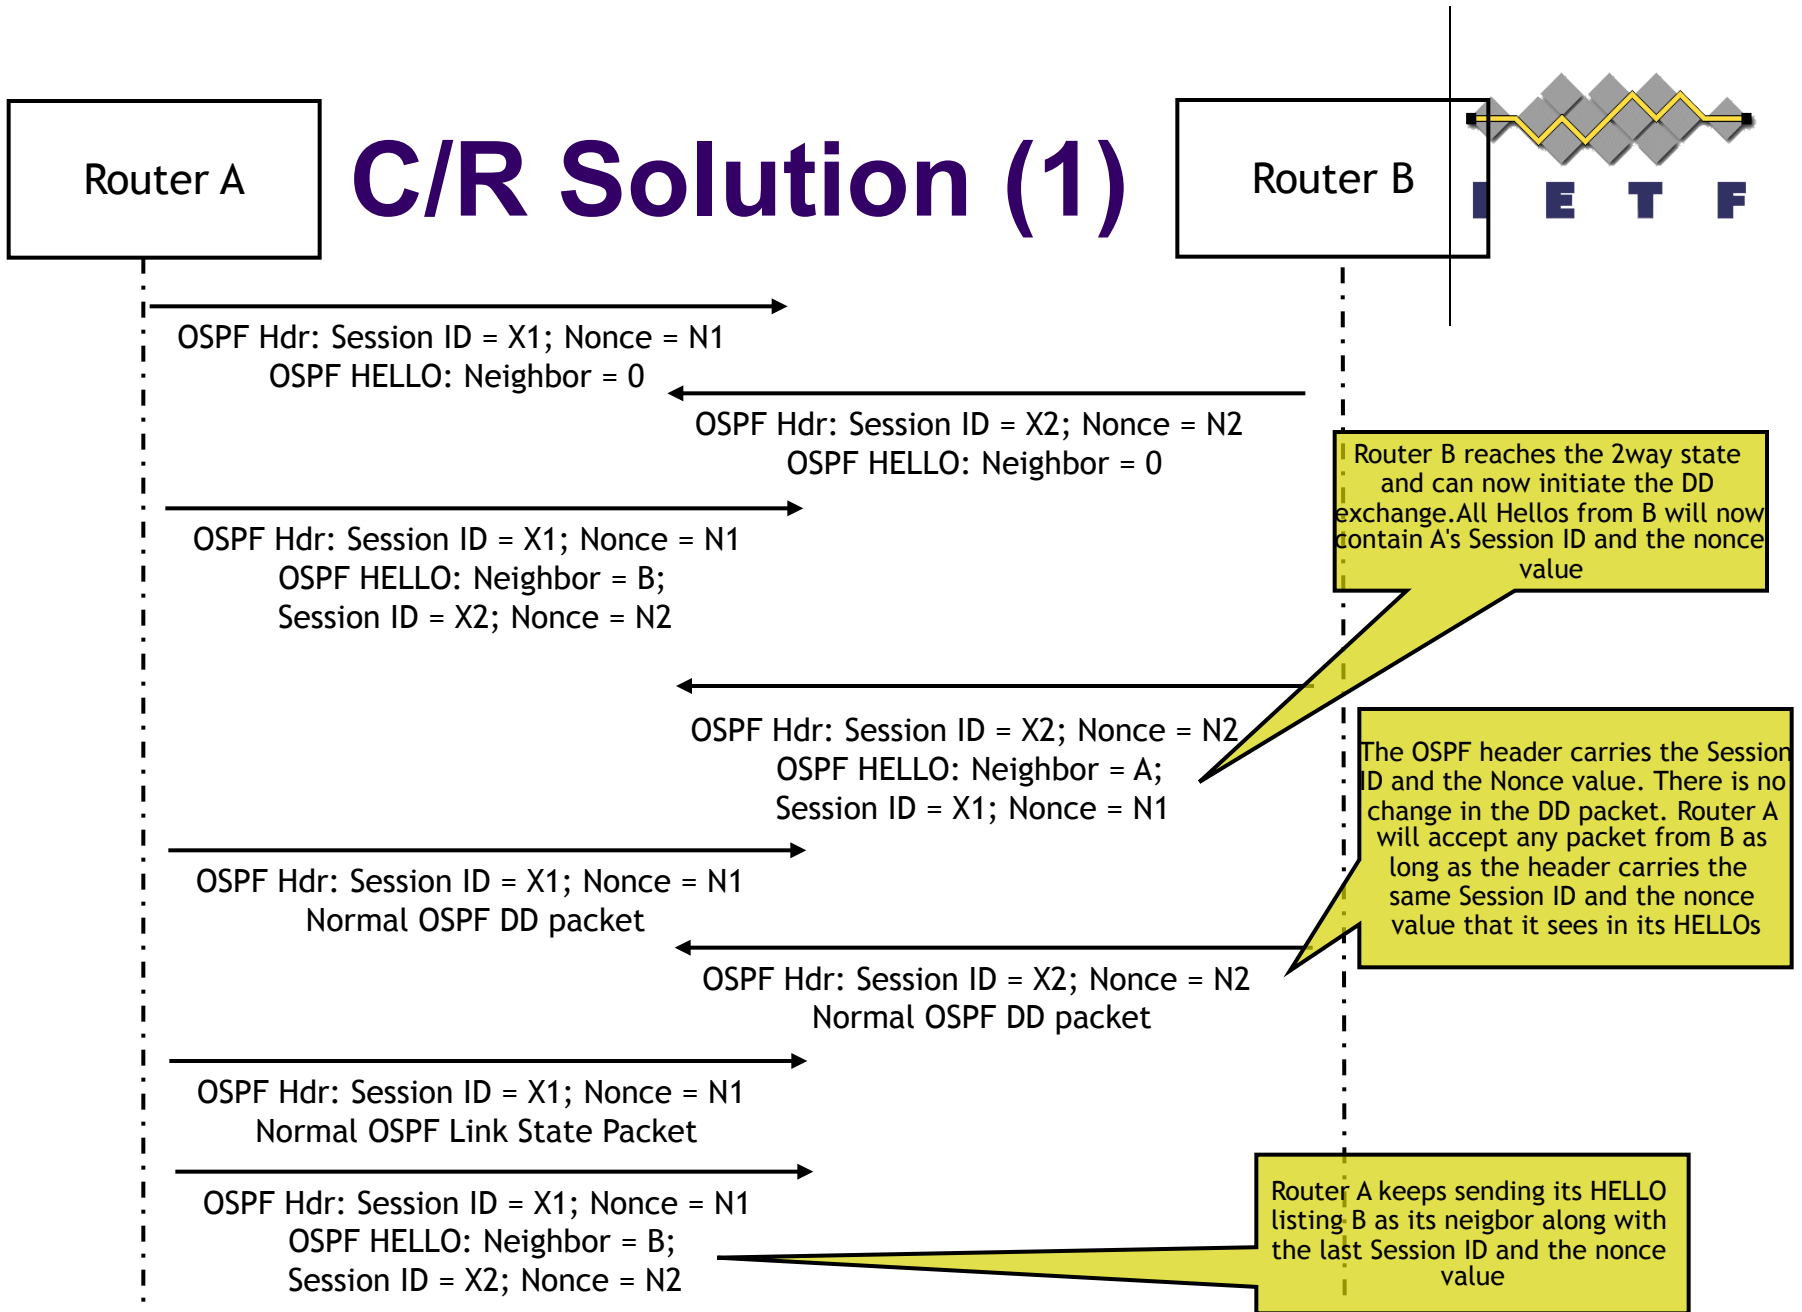 Router A
C/R Solution (1)
Router B
I E T F
OSPF Hdr: Session ID = X1; Nonce = N1
OSPF HELLO: Neighbor = 0
OSPF Hdr: Session ID = X2; Nonce = N2
OSPF HELLO: Neighbor = 0
Router B reaches the 2way state
and can now initiate the DD
exchange.All Hellos from B will now
contain A's Session ID and the nonce
value
OSPF Hdr: Session ID = X1; Nonce = N1
OSPF HELLO: Neighbor = B;
Session ID = X2; Nonce = N2
OSPF Hdr: Session ID = X2; Nonce = N2
OSPF HELLO: Neighbor = A;
Session ID = X1; Nonce = N1
The OSPF header carries the Session
ID and the Nonce value. There is no
change in the DD packet. Router A
will accept any packet from B as
long as the header carries the
same Session ID and the nonce
value that it sees in its HELLOs
OSPF Hdr: Session ID = X1; Nonce = N1
Normal OSPF DD packet
OSPF Hdr: Session ID = X2; Nonce = N2
Normal OSPF DD packet
OSPF Hdr: Session ID = X1; Nonce = N1
Normal OSPF Link State Packet
OSPF Hdr: Session ID = X1; Nonce = N1
OSPF HELLO: Neighbor = B;
Session ID = X2; Nonce = N2
Router A keeps sending its HELLO
listing B as its neigbor along with
the last Session ID and the nonce
value